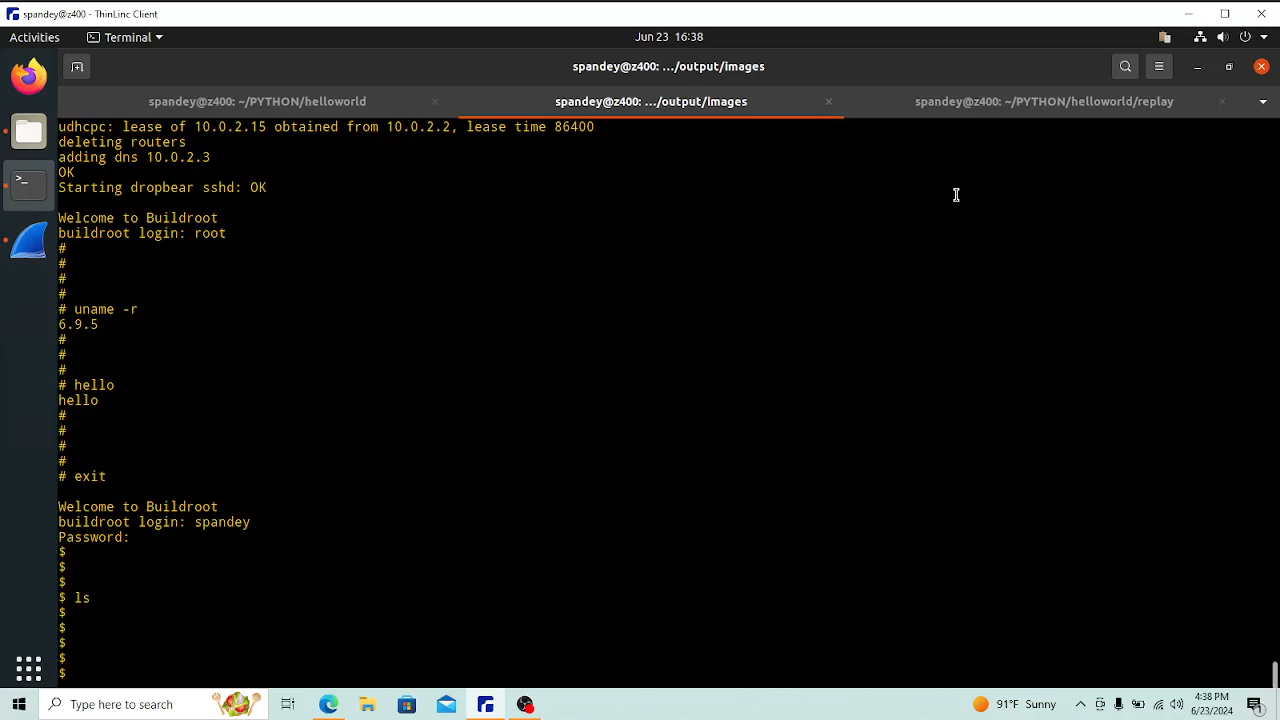 spandey@z400 - ThinLinc Client
Activities
Terminal
Jun 23 16:38
spandey@z400: .../output/images
spandey@z400: ~/PYTHON/helloworld
spandey@z400: .../output/images
spandey@z400: ~/PYTHON/helloworld/replay
udhcpc: lease of 10.0.2.15 obtained from 10.0.2.2, lease time 86400
deleting routers
adding dns 10.0.2.3
OK
Starting dropbear sshd: OK
Welcome to Buildroot
buildroot login: root
#
#
#
#
# uname -r
6.9.5
#
#
#
# hello
hello
#
#
#
#
# exit
Welcome to Buildroot
buildroot login: spandey
Password:
$
$
$
$ ls
$
$
$
$
$
Type here to search
91°F Sunny
4:38 PM
6/23/2024
1